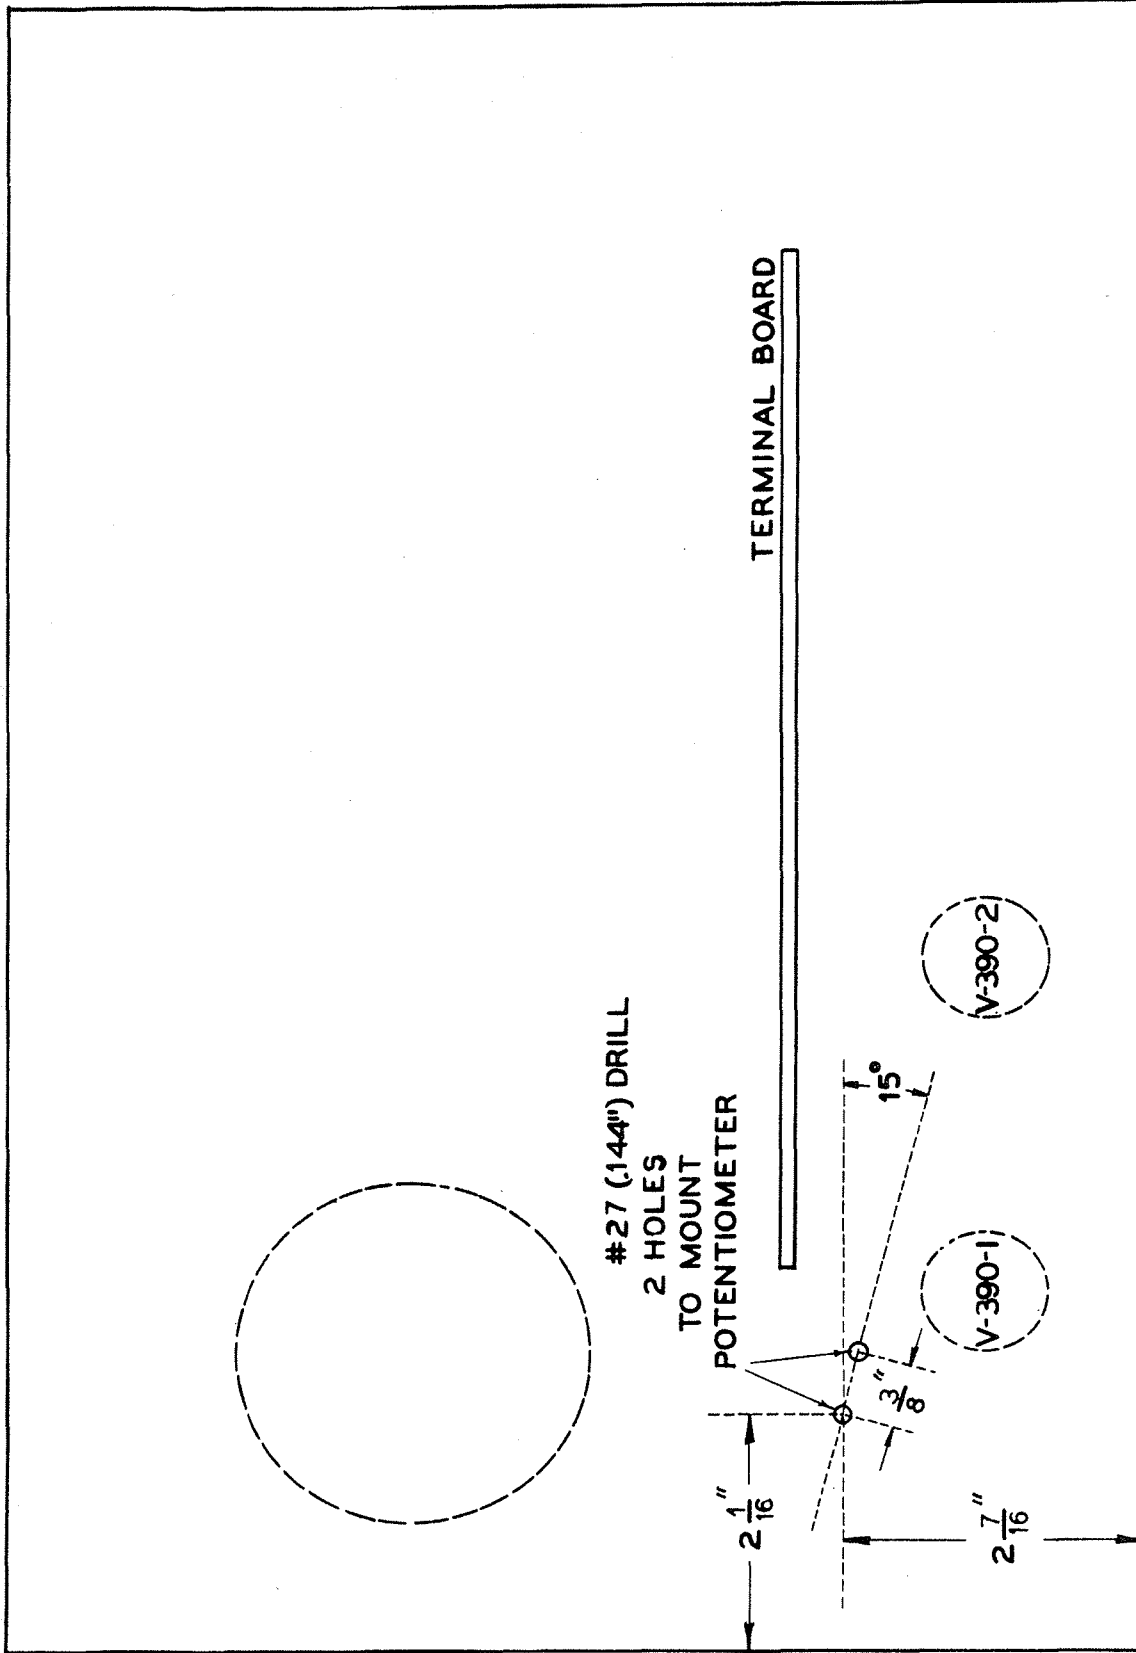 #27 (.144") DRILL
2 HOLES
TO MOUNT
POTENTIOMETER
TERMINAL BOARD
2 1/16"
3/8"
15°
V-390-1
V-390-2
2 7/16"